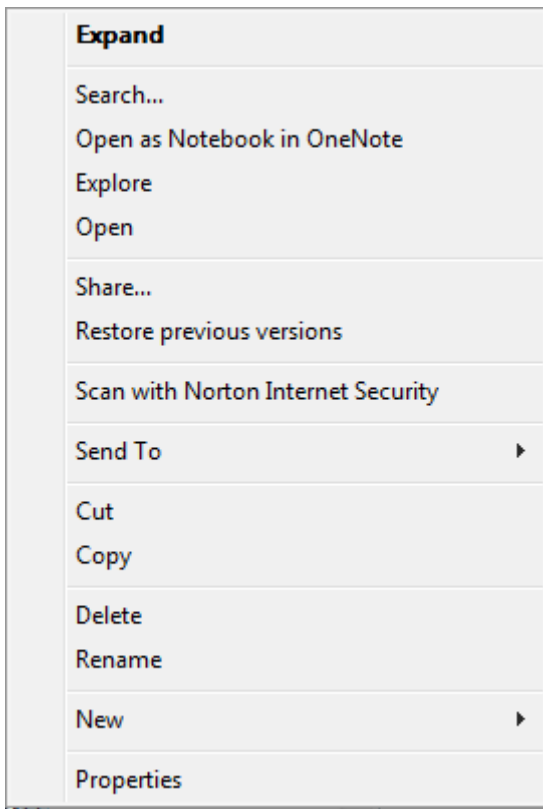 Expand
Search...
Open as Notebook in OneNote
Explore
Open
Share...
Restore previous versions
Scan with Norton Internet Security
Send To
Cut
Copy
Delete
Rename
New
Properties